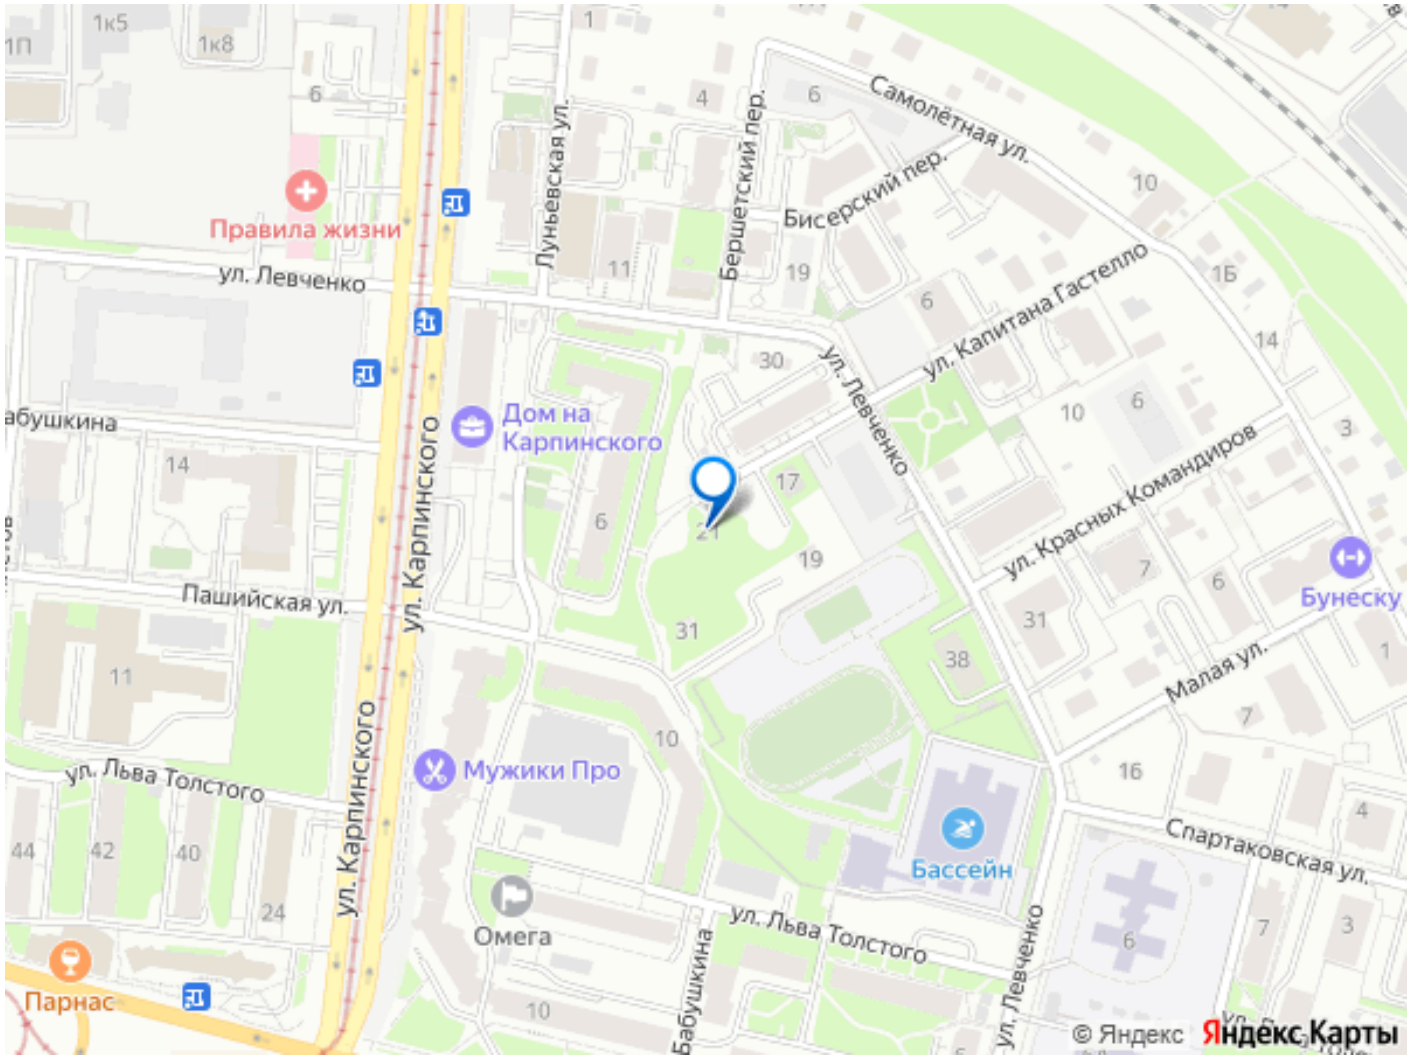 1к5
1П
1к8
6
1
4
6
Самолётная ул.
Луньевская ул.
Бершетский пер.
Бисерский пер.
10
Правила жизни
ул. Левченко
11
19
6
1Б
ул. Капитана Гастелло
14
30
ул. Левченко
абушкина
Дом на
Карпинского
14
ул. Карпинского
10
6
3
ул. Красных Командиров
17
6
21
19
7
6
Бунеску
Пашийская ул.
31
31
38
1
Малая ул.
11
7
ул. Карпинского
10
16
Мужики Про
ул. Льва Толстого
4
Спартаковская ул.
Бассейн
44
42
40
24
Омега
ул. Льва Толстого
Бабушкина
ул. Левченко
6
7
3
Парнас
10
© Яндекс
Яндекс Карты